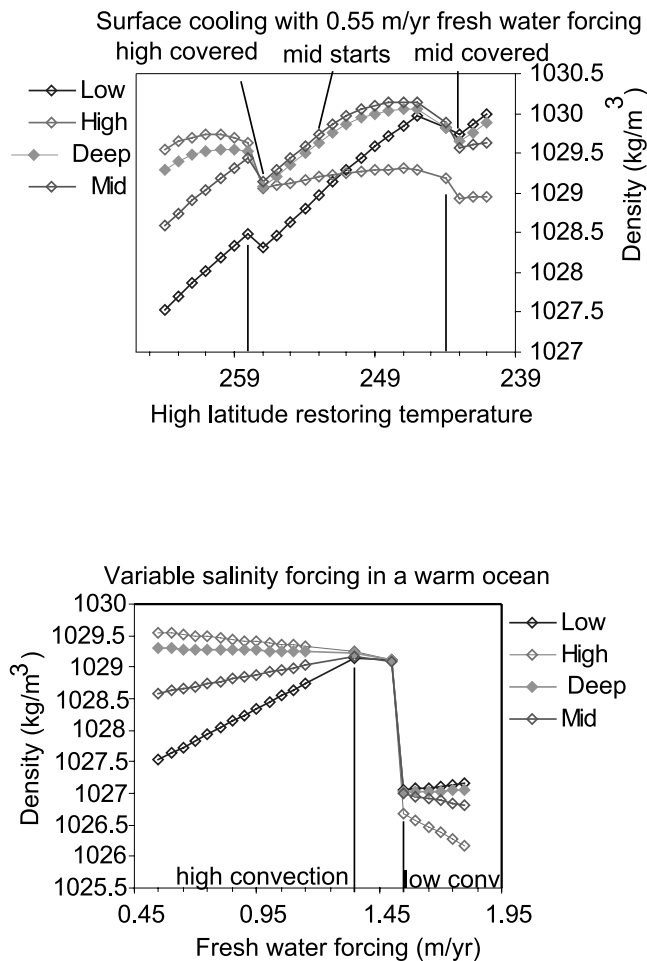 Surface cooling with 0.55 m/yr fresh water forcing
high covered mid starts mid covered
Low
High
Deep
Mid
1030.5
1030
1029.5
1029
1028.5
1028
1027.5
1027
Density (kg/m3)
259 249 239
High latitude restoring temperature
Variable salinity forcing in a warm ocean
1030
1029.5
1029
1028.5
1028
1027.5
1027
1026.5
1026
1025.5
Density (kg/m3)
Low
High
Deep
Mid
high convection low conv
0.45 0.95 1.45 1.95
Fresh water forcing (m/yr)